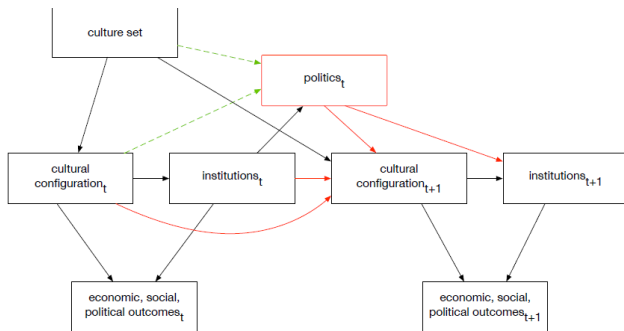 culture set
politics_t
cultural
configuration_t
institutions_t
cultural
configuration_t+1
institutions_t+1
economic, social,
political outcomes_t
economic, social,
political outcomes_t+1